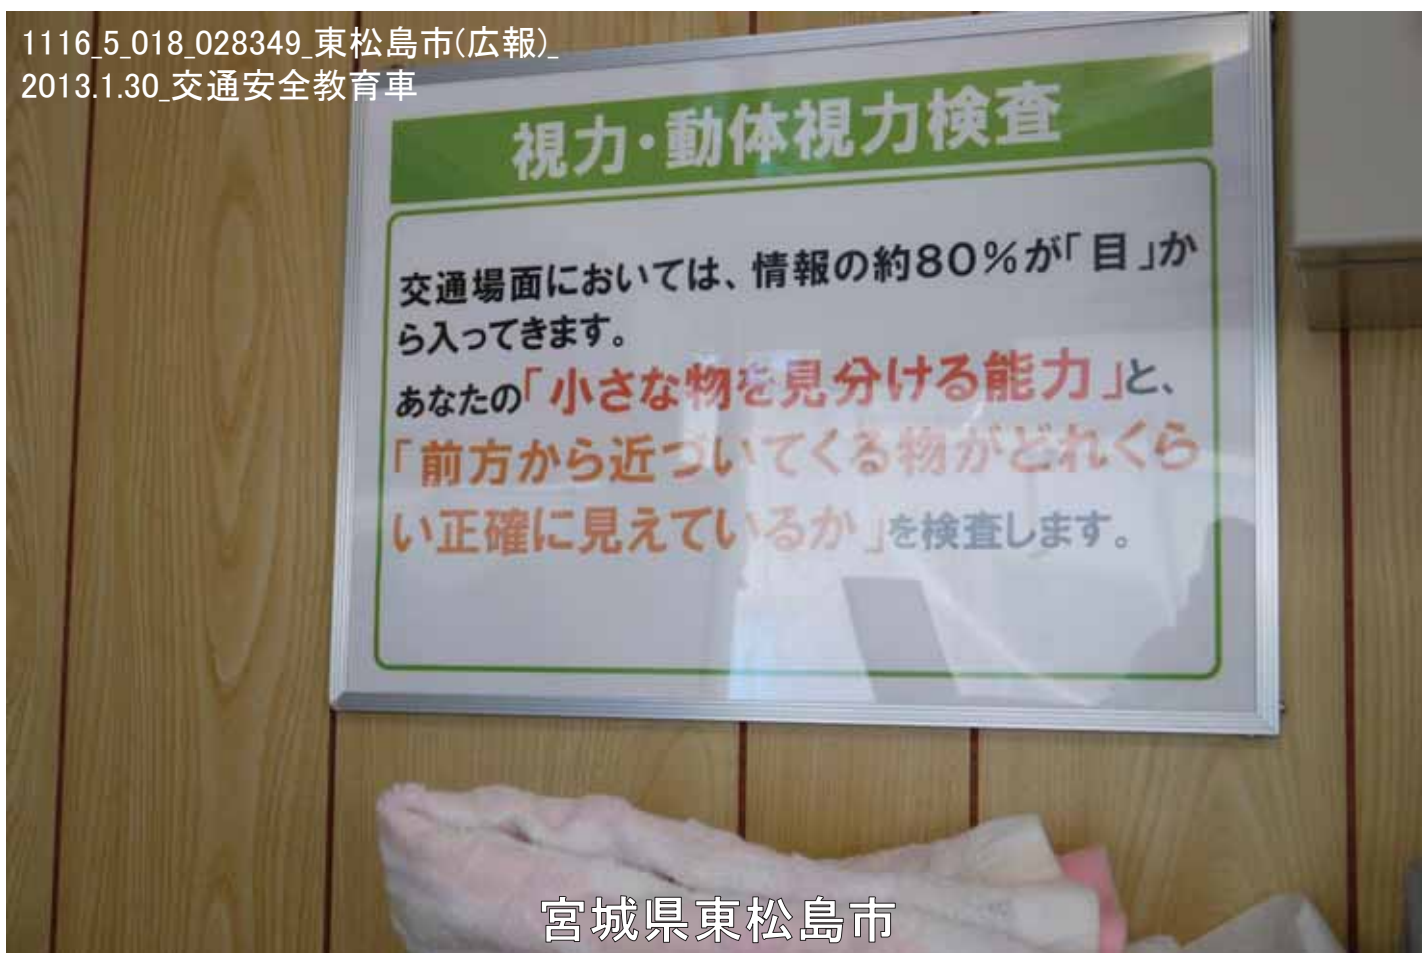 1116_5_018_028349_東松島市(広報)_
2013.1.30_交通安全教育車
視力・動体視力検査
交通場面においては、情報の約80%が「目」か
ら入ってきます。
あなたの「小さな物を見分ける能力」と、
「前方から近づいてくる物がどれくら
い正確に見えているか」を検査します。
宮城県東松島市